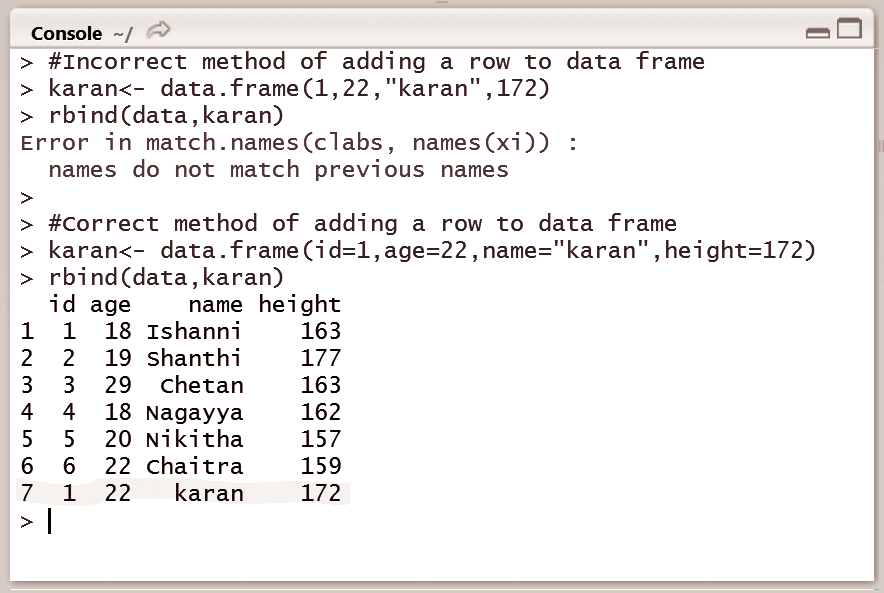 Console ~/
> #Incorrect method of adding a row to data frame
> karan<- data.frame(1,22,"karan",172)
> rbind(data,karan)
Error in match.names(clabs, names(xi)) :
  names do not match previous names
>
> #Correct method of adding a row to data frame
> karan<- data.frame(id=1,age=22,name="karan",height=172)
> rbind(data,karan)
  id age    name height
1  1  18 Ishanni    163
2  2  19 Shanthi    177
3  3  29  Chetan    163
4  4  18 Nagayya    162
5  5  20 Nikitha    157
6  6  22 Chaitra    159
7  1  22   karan    172
>